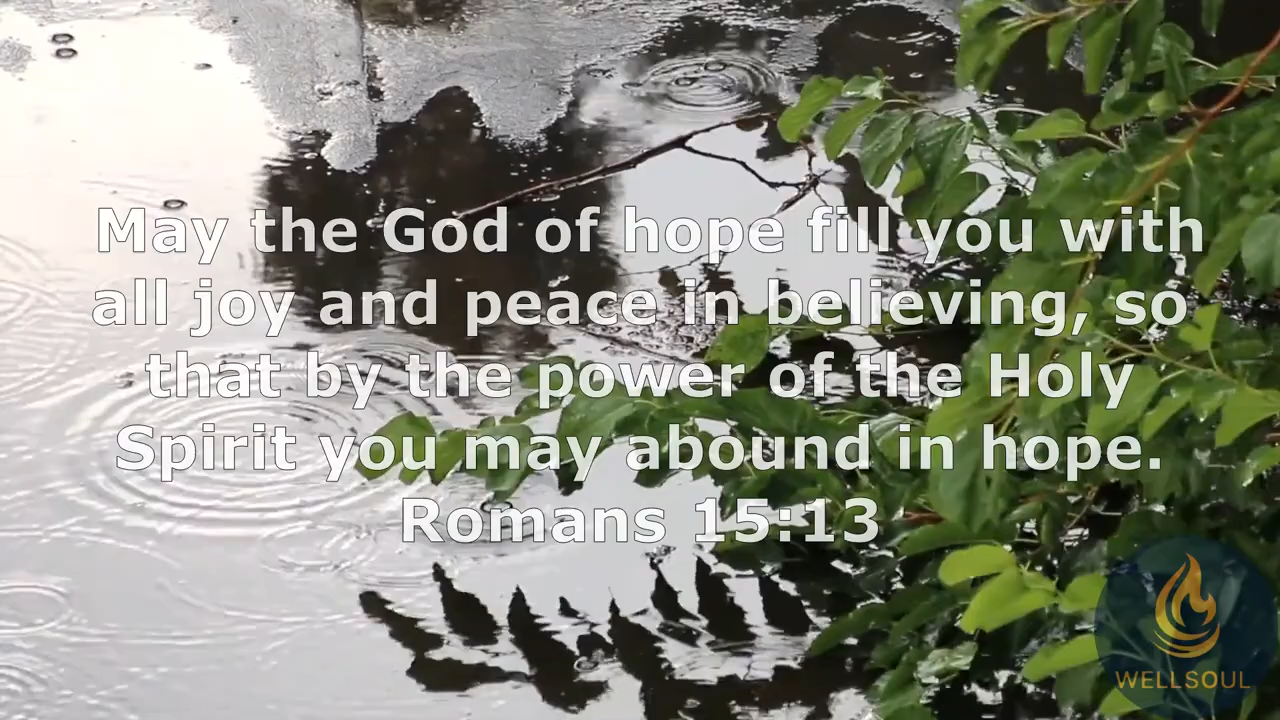 May the God of hope fill you with
all joy and peace in believing, so
that by the power of the Holy
Spirit you may abound in hope.
Romans 15:13
WELLSOUL